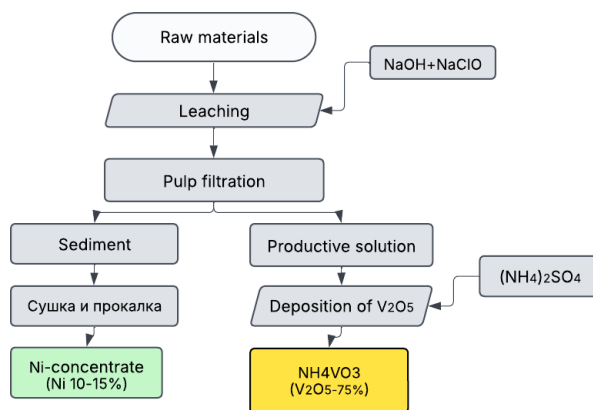 Raw materials
NaOH+NaClO
Leaching
Pulp filtration
Sediment
Productive solution
(NH4)2SO4
Сушка и прокалка
Deposition of V2O5
Ni-concentrate
(Ni 10-15%)
NH4VO3
(V2O5-75%)